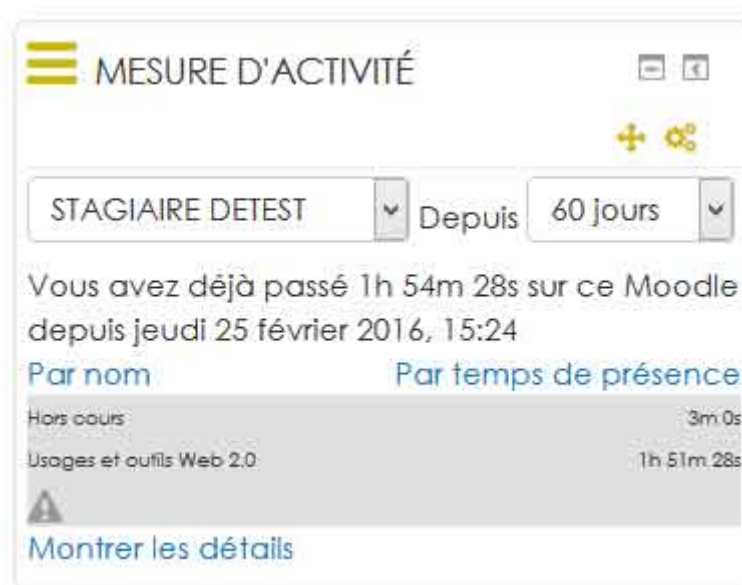 MESURE D'ACTIVITÉ
STAGIAIRE DETEST Depuis 60 jours
Vous avez déjà passé 1h 54m 28s sur ce Moodle
depuis jeudi 25 février 2016, 15:24
Par nom Par temps de présence
Hors cours 3m 0s
Usages et outils Web 2.0 1h 51m 28s
Montrer les détails